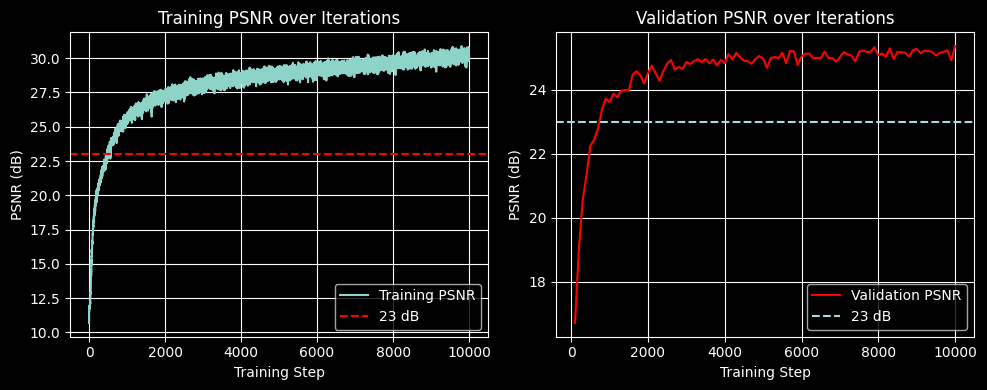 Training PSNR over Iterations
PSNR (dB)
30.0
27.5
25.0
22.5
20.0
17.5
15.0
12.5
10.0
0 2000 4000 6000 8000 10000
Training Step
Training PSNR
23 dB
Validation PSNR over Iterations
PSNR (dB)
24
22
20
18
0 2000 4000 6000 8000 10000
Training Step
Validation PSNR
23 dB